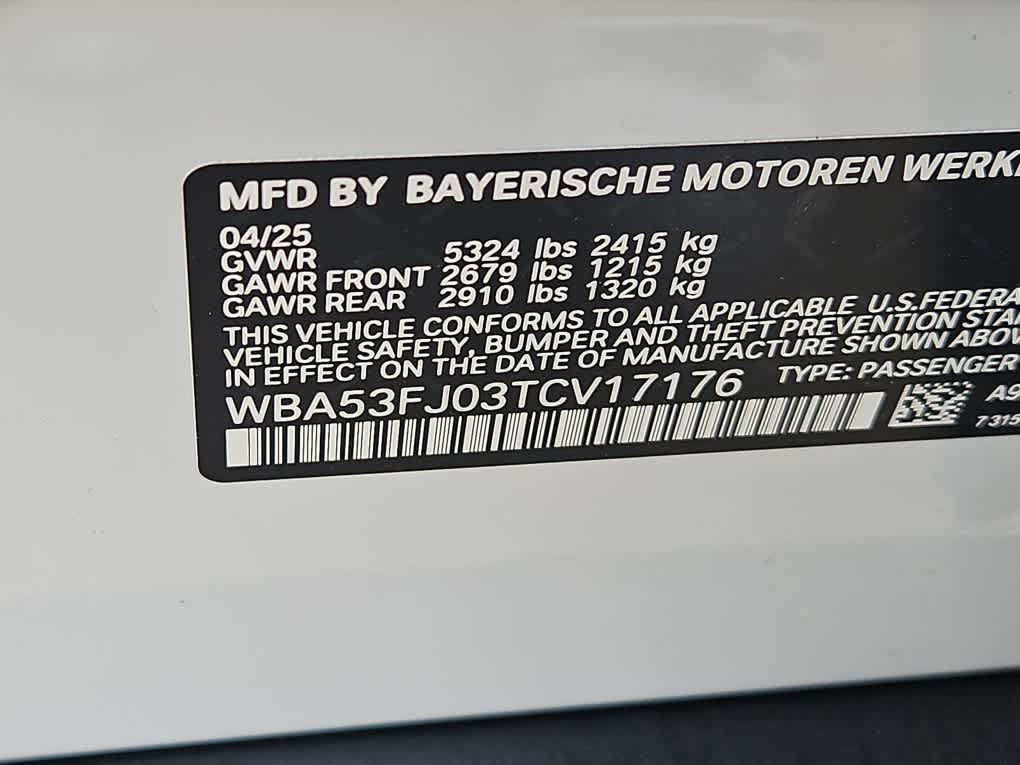 MFD BY BAYERISCHE MOTOREN
04/25
GVWR 5324 lbs 2415 kg
GAWR FRONT 2679 lbs 1215 kg
GAWR REAR 2910 lbs 1320 kg
THIS VEHICLE CONFORMS TO ALL APPLICABLE
VEHICLE SAFETY, BUMPER AND THEFT PREVENTION
IN EFFECT ON THE DATE OF MANUFACTURE SHOWN
WBA53FJ03TCV17176 TYPE: PASSENGER